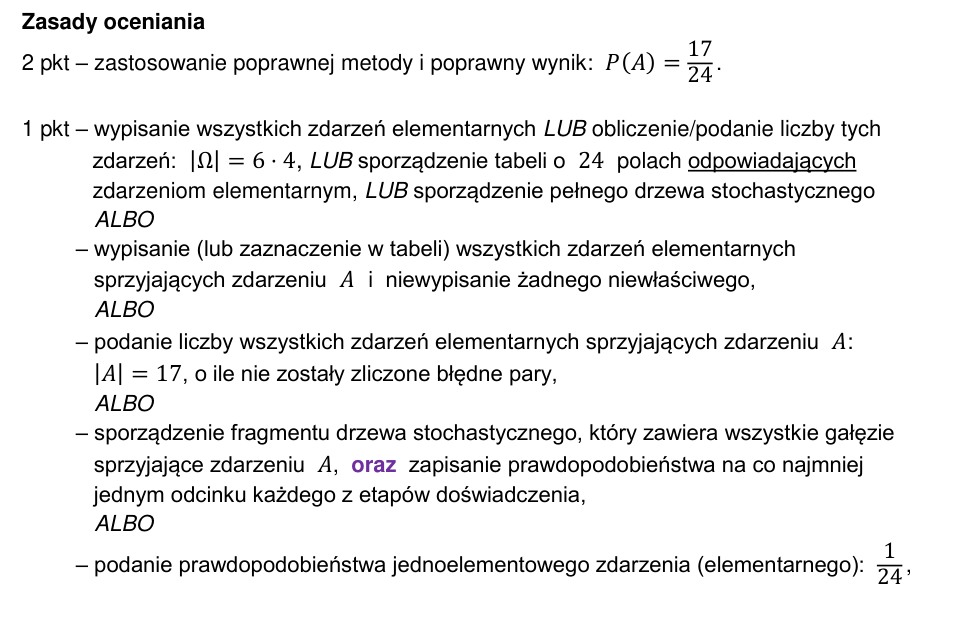 Zasady oceniania
2 pkt – zastosowanie poprawnej metody i poprawny wynik: P(A) = 17/24.
1 pkt – wypisanie wszystkich zdarzeń elementarnych LUB obliczenie/podanie liczby tych
zdarzeń: |Ω| = 6 · 4, LUB sporządzenie tabeli o 24 polach odpowiadających
zdarzeniom elementarnym, LUB sporządzenie pełnego drzewa stochastycznego
ALBO
– wypisanie (lub zaznaczenie w tabeli) wszystkich zdarzeń elementarnych
sprzyjających zdarzeniu A i niewypisanie żadnego niewłaściwego,
ALBO
– podanie liczby wszystkich zdarzeń elementarnych sprzyjających zdarzeniu A:
|A| = 17, o ile nie zostały zliczone błędne pary,
ALBO
– sporządzenie fragmentu drzewa stochastycznego, który zawiera wszystkie gałęzie
sprzyjające zdarzeniu A, oraz zapisanie prawdopodobieństwa na co najmniej
jednym odcinku każdego z etapów doświadczenia,
ALBO
– podanie prawdopodobieństwa jednoelementowego zdarzenia (elementarnego): 1/24,